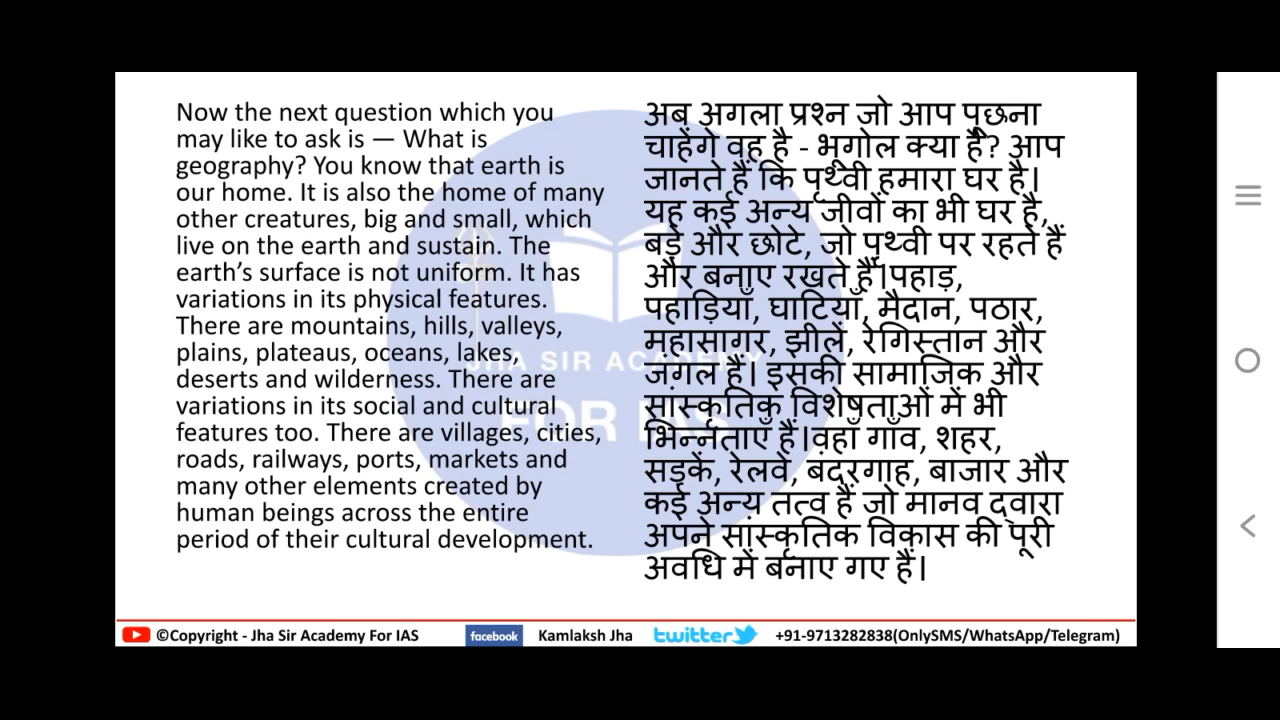 Now the next question which you
may like to ask is — What is
geography? You know that earth is
our home. It is also the home of many
other creatures, big and small, which
live on the earth and sustain. The
earth’s surface is not uniform. It has
variations in its physical features.
There are mountains, hills, valleys,
plains, plateaus, oceans, lakes,
deserts and wilderness. There are
variations in its social and cultural
features too. There are villages, cities,
roads, railways, ports, markets and
many other elements created by
human beings across the entire
period of their cultural development.
अब अगला प्रश्न जो आप पूछना
चाहेंगे वह है - भूगोल क्या है? आप
जानते हैं कि पृथ्वी हमारा घर है।
यह कई अन्य जीवों का भी घर है,
बड़े और छोटे, जो पृथ्वी पर रहते हैं
और बनाए रखते हैं।पहाड़,
पहाड़ियाँ, घाटियाँ, मैदान, पठार,
महासागर, झीलें, रेगिस्तान और
जंगल हैं। इसकी सामाजिक और
सांस्कृतिक विशेषताओं में भी
भिन्नताएँ हैं।वहाँ गाँव, शहर,
सड़कें, रेलवे, बंदरगाह, बाजार और
कई अन्य तत्व हैं जो मानव द्वारा
अपने सांस्कृतिक विकास की पूरी
अवधि में बनाए गए हैं।
JHA SIR ACADEMY
FOR IAS
©Copyright - Jha Sir Academy For IAS facebook Kamlaksh Jha twitter +91-9713282838(OnlySMS/WhatsApp/Telegram)